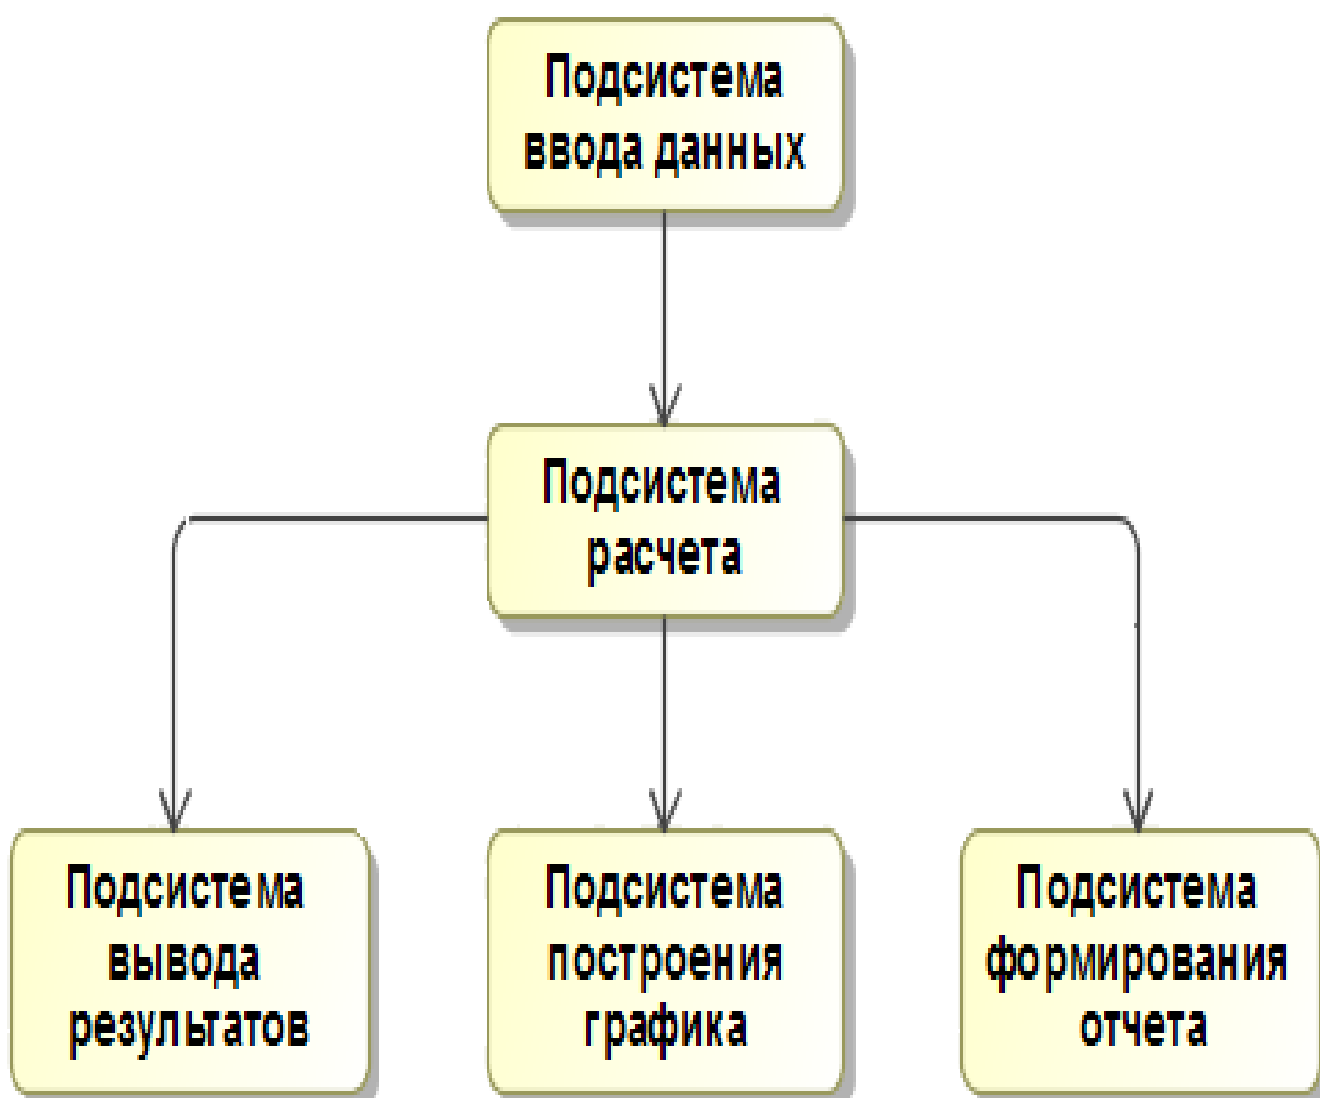 Подсистема
ввода данных
Подсистема
расчета
Подсистема
вывода
результатов
Подсистема
построения
графика
Подсистема
формирования
отчета